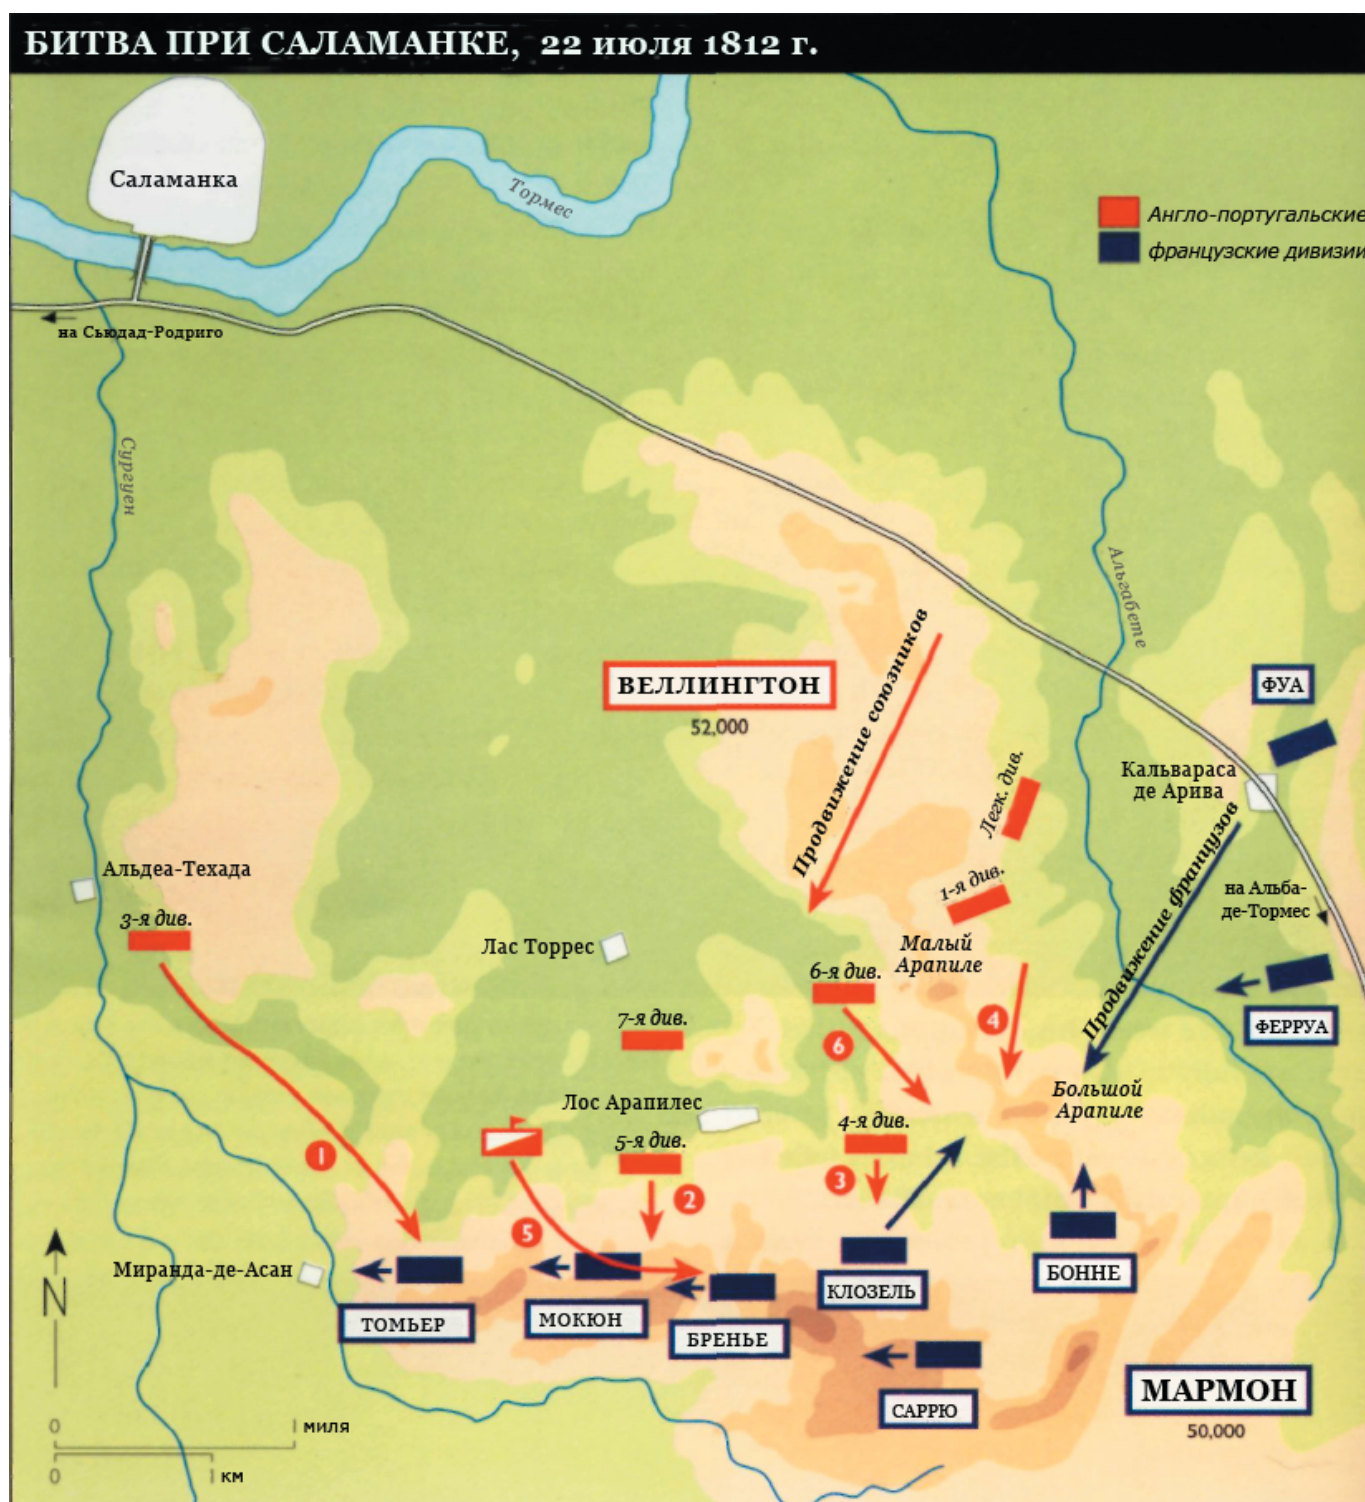 БИТВА ПРИ САЛАМАНКЕ, 22 июля 1812 г.
Саламанка
Тормес
Англо-португальские
французские дивизии
на Сьюдад-Родриго
Сургуен
Альгабете
Продвижение союзников
ВЕЛЛИНГТОН
52,000
ФУА
Кальвараса
де Арива
Легк. див.
Продвижение французов
Альдеа-Техада
3-я див.
1-я див.
на Альба-
де-Тормес
Лас Торрес
Малый
Арапиле
6-я див.
7-я див.
4
6
ФЕРРУА
Большой
Арапиле
Лос Арапилес
4-я див.
5-я див.
1
2
3
5
Миранда-де-Асан
N
ТОМЬЕР
МОКЮН
БРЕНЬЕ
КЛОЗЕЛЬ
БОННЕ
САРРЮ
МАРМОН
50,000
0 1 миля
0 1 км